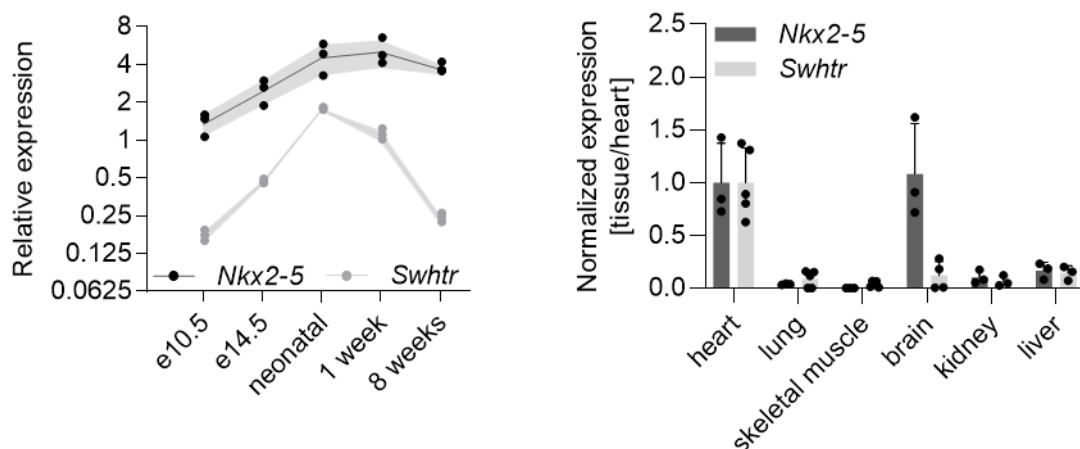 Relative expression
8
4
2
1
0.5
0.25
0.125
0.0625
Nkx2-5 Swhtr
e10.5
e14.5
neonatal
1 week
8 weeks
Normalized expression
[tissue/heart]
2.5
2.0
1.5
1.0
0.5
0.0
Nkx2-5
Swhtr
heart
lung
skeletal muscle
brain
kidney
liver